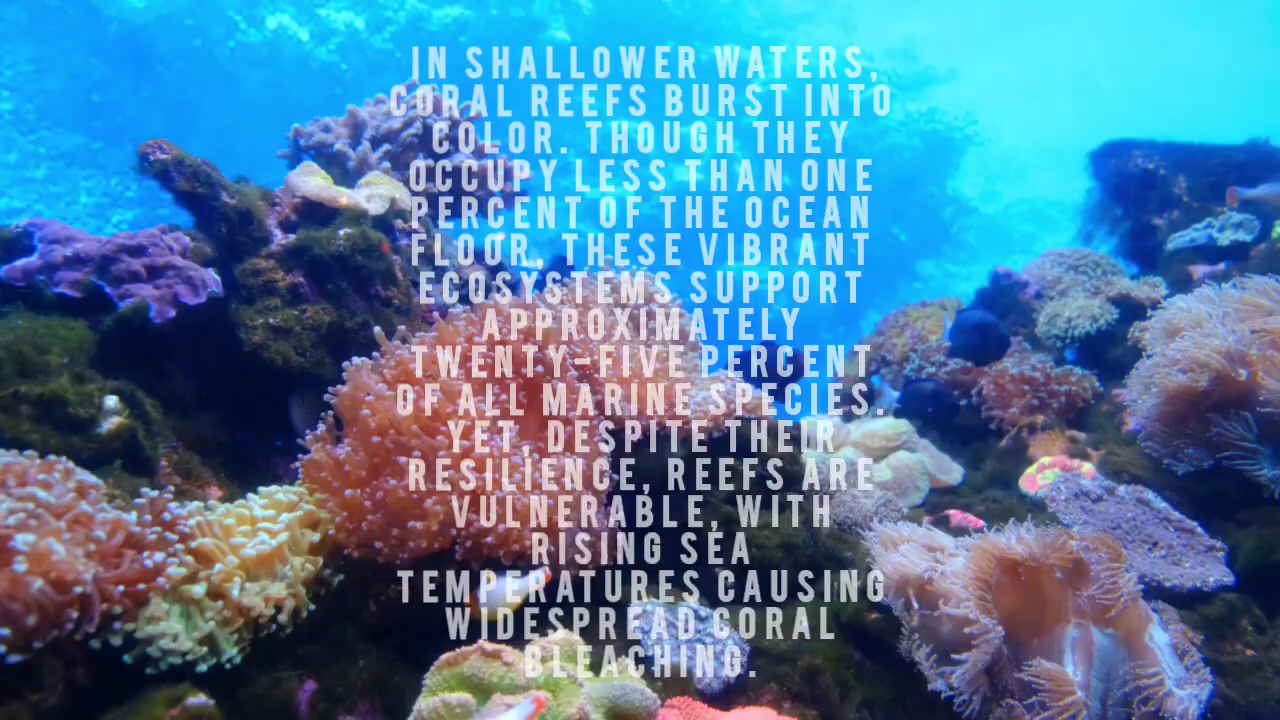 IN SHALLOWER WATERS,
CORAL REEFS BURST INTO
COLOR. THOUGH THEY
OCCUPY LESS THAN ONE
PERCENT OF THE OCEAN
FLOOR, THESE VIBRANT
ECOSYSTEMS SUPPORT
APPROXIMATELY
TWENTY-FIVE PERCENT
OF ALL MARINE SPECIES.
YET, DESPITE THEIR
RESILIENCE, REEFS ARE
VULNERABLE, WITH
RISING SEA
TEMPERATURES CAUSING
WIDESPREAD CORAL
BLEACHING.